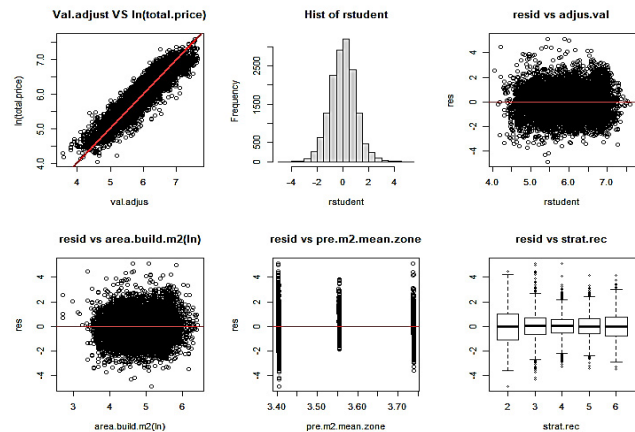 Val.adjust VS ln(total.price)
ln(total.price)
7.0
6.0
5.0
4.0
4 5 6 7
val.adjus
Hist of rstudent
Frequency
2500
1500
500
0
-4 -2 0 2 4
rstudent
resid vs adjus.val
res
4
2
0
-2
-4
4.0 5.0 6.0 7.0
rstudent
resid vs area.build.m2(ln)
res
4
2
0
-2
-4
3 4 5 6
area.build.m2(ln)
resid vs pre.m2.mean.zone
res
4
2
0
-2
-4
3.40 3.50 3.60 3.70
pre.m2.mean.zone
resid vs strat.rec
4
2
0
-2
-4
2 3 4 5 6
strat.rec